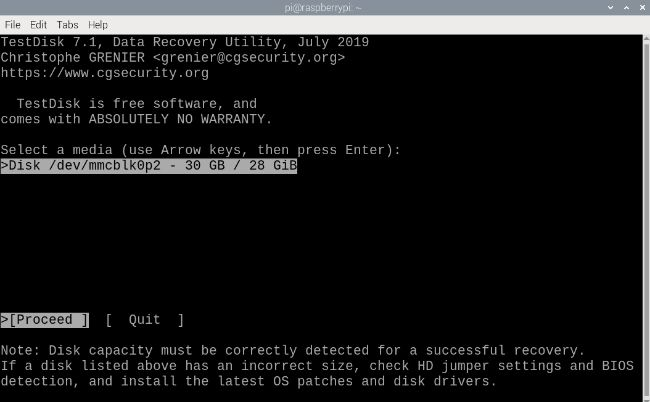 pi@raspberrypi: ~
File Edit Tabs Help
TestDisk 7.1, Data Recovery Utility, July 2019
Christophe GRENIER <grenier@cgsecurity.org>
https://www.cgsecurity.org
TestDisk is free software, and
comes with ABSOLUTELY NO WARRANTY.
Select a media (use Arrow keys, then press Enter):
>Disk /dev/mmcblk0p2 - 30 GB / 28 GiB
>[Proceed ]  [  Quit  ]
Note: Disk capacity must be correctly detected for a successful recovery.
If a disk listed above has an incorrect size, check HD jumper settings and BIOS
detection, and install the latest OS patches and disk drivers.